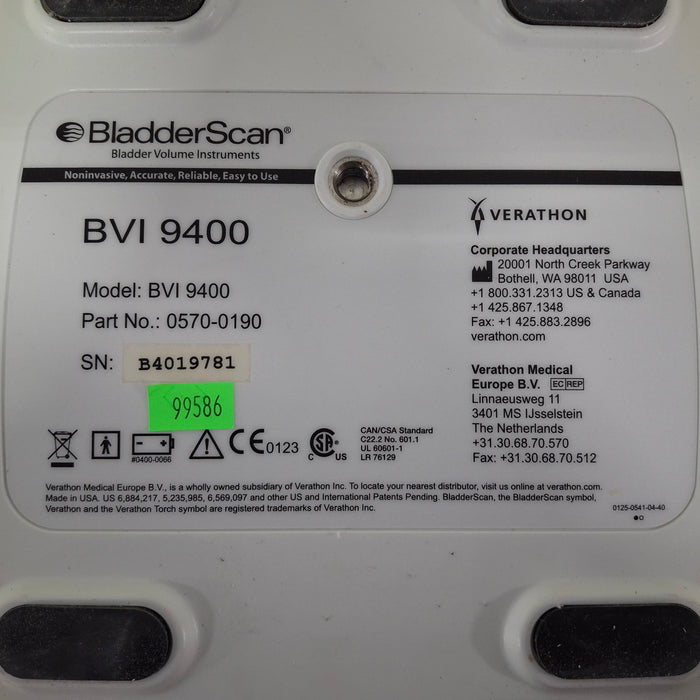 BladderScan®
Bladder Volume Instruments
Noninvasive, Accurate, Reliable, Easy to Use
BVI 9400
Model: BVI 9400
Part No.: 0570-0190
SN: B4019781
99586
VERATHON
Corporate Headquarters
20001 North Creek Parkway
Bothell, WA 98011 USA
+1 800.331.2313 US & Canada
+1 425.867.1348
Fax: +1 425.883.2896
verathon.com
Verathon Medical
Europe B.V. EC REP
Linnaeusweg 11
3401 MS IJsselstein
The Netherlands
+31.30.68.70.570
Fax: +31.30.68.70.512
#0400-0066
CE 0123
C SA US
CAN/CSA Standard
C22.2 No. 601.1
UL 60601-1
LR 76129
Verathon Medical Europe B.V., is a wholly owned subsidiary of Verathon Inc. To locate your nearest distributor, visit us online at verathon.com.
Made in USA. US 6,884,217, 5,235,985, 6,569,097 and other US and International Patents Pending. BladderScan, the BladderScan symbol,
Verathon and the Verathon Torch symbol are registered trademarks of Verathon Inc.
0125-0541-04-40